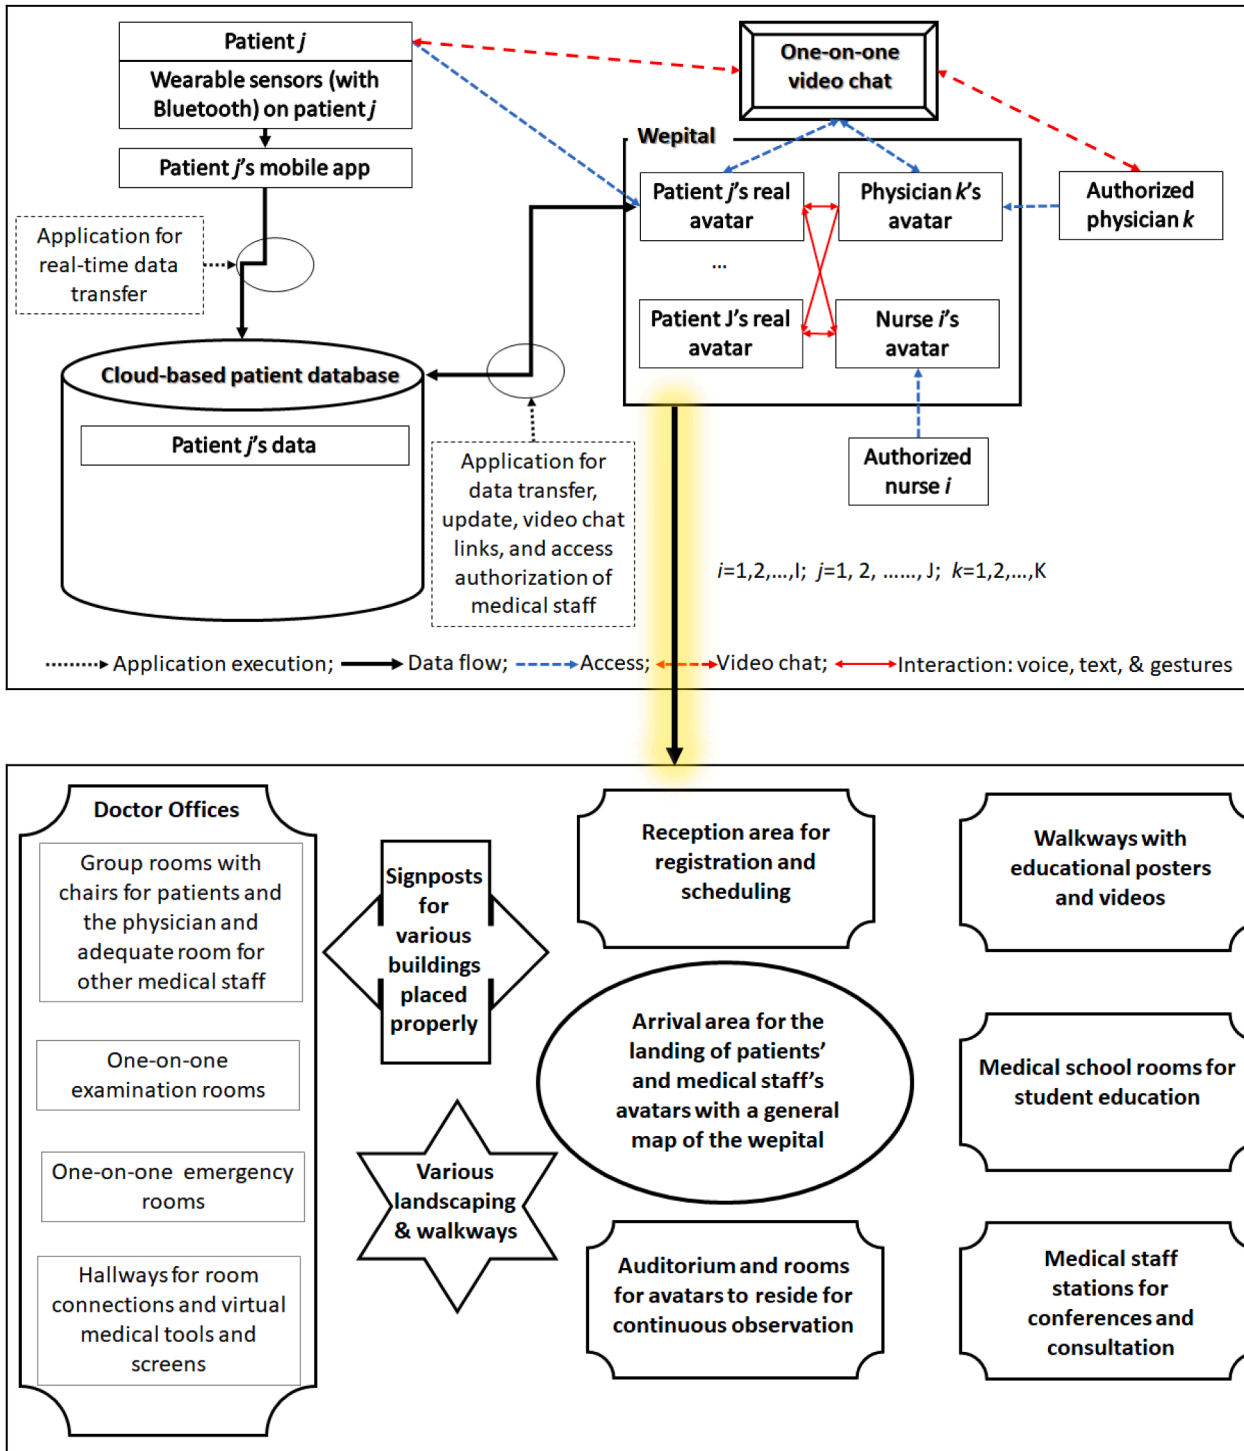 Patient j
Wearable sensors (with
Bluetooth) on patient j
Patient j's mobile app
Application for
real-time data
transfer
Cloud-based patient database
Patient j's data
One-on-one
video chat
Wepital
Patient j's real
avatar
Physician k's
avatar
...
Patient J's real
avatar
Nurse i's
avatar
Authorized
physician k
Authorized
nurse i
Application for
data transfer,
update, video chat
links, and access
authorization of
medical staff
i=1,2,...,I; j=1, 2, ......, J; k=1,2,...,K
Application execution; Data flow; Access; Video chat; Interaction: voice, text, & gestures
Doctor Offices
Group rooms with
chairs for patients and
the physician and
adequate room for
other medical staff
One-on-one
examination rooms
One-on-one emergency
rooms
Hallways for room
connections and virtual
medical tools and
screens
Signposts
for
various
buildings
placed
properly
Various
landscaping
& walkways
Reception area for
registration and
scheduling
Arrival area for the
landing of patients'
and medical staff's
avatars with a general
map of the wepital
Auditorium and rooms
for avatars to reside for
continuous observation
Walkways with
educational posters
and videos
Medical school rooms for
student education
Medical staff
stations for
conferences and
consultation